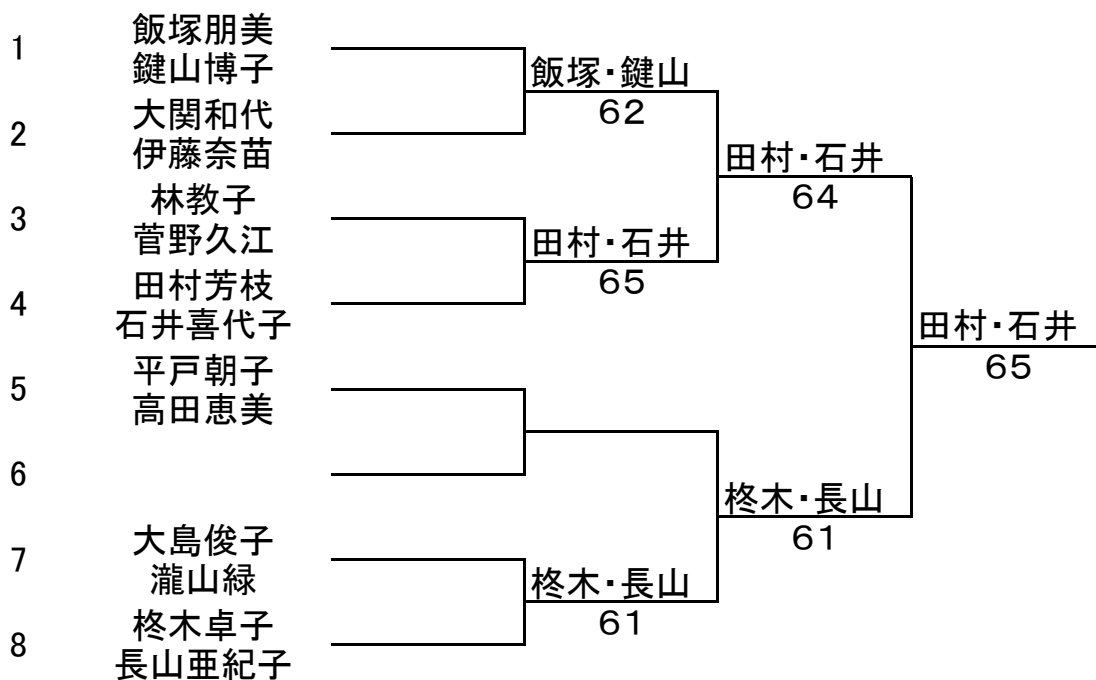 1
飯塚朋美
鍵山博子
2
大関和代
伊藤奈苗
3
林教子
菅野久江
4
田村芳枝
石井喜代子
5
平戸朝子
高田恵美
6
7
大島俊子
瀧山緑
8
柊木卓子
長山亜紀子
飯塚・鍵山
62
田村・石井
65
柊木・長山
61
田村・石井
64
柊木・長山
61
田村・石井
65